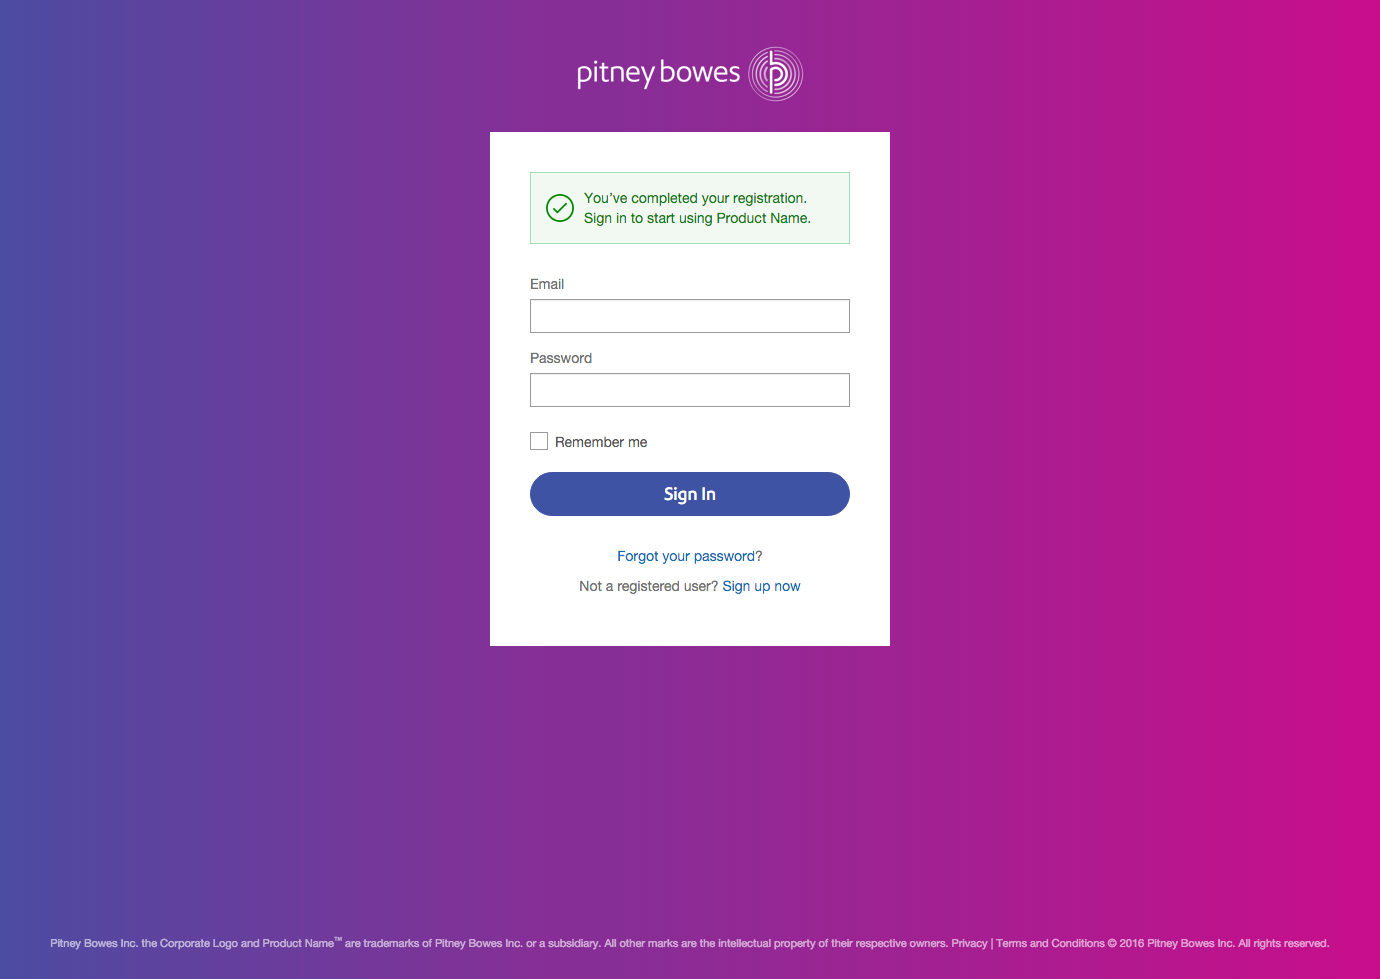 pitney bowes
You've completed your registration.
Sign in to start using Product Name.
Email
Password
Remember me
Sign In
Forgot your password?
Not a registered user? Sign up now
Pitney Bowes Inc. the Corporate Logo and Product Name™ are trademarks of Pitney Bowes Inc. or a subsidiary. All other marks are the intellectual property of their respective owners. Privacy | Terms and Conditions © 2016 Pitney Bowes Inc. All rights reserved.